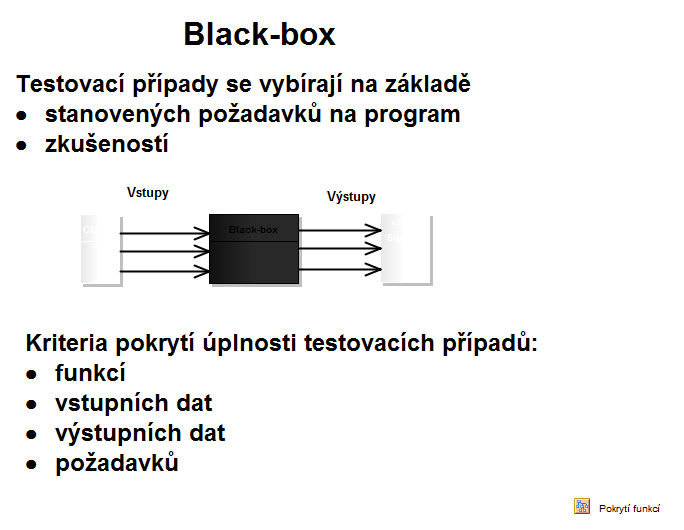 Black-box
Testovací případy se vybírají na základě
● stanovených požadavků na program
● zkušeností
Vstupy
Výstupy
Black-box
Kriteria pokrytí úplnosti testovacích případů:
● funkcí
● vstupních dat
● výstupních dat
● požadavků
Pokrytí funkcí